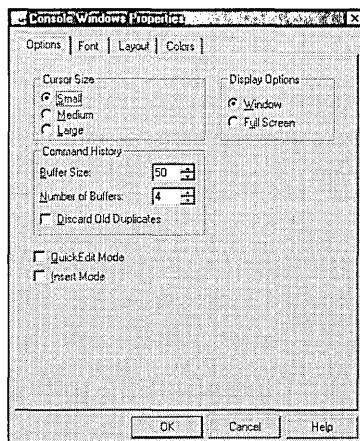 Console Windows Properties
Options Font Layout Colors
Cursor Size
Small
Medium
Large
Display Options
Window
Full Screen
Command History
Buffer Size: 50
Number of Buffers: 4
Discard Old Duplicates
QuickEdit Mode
Insert Mode
OK Cancel Help